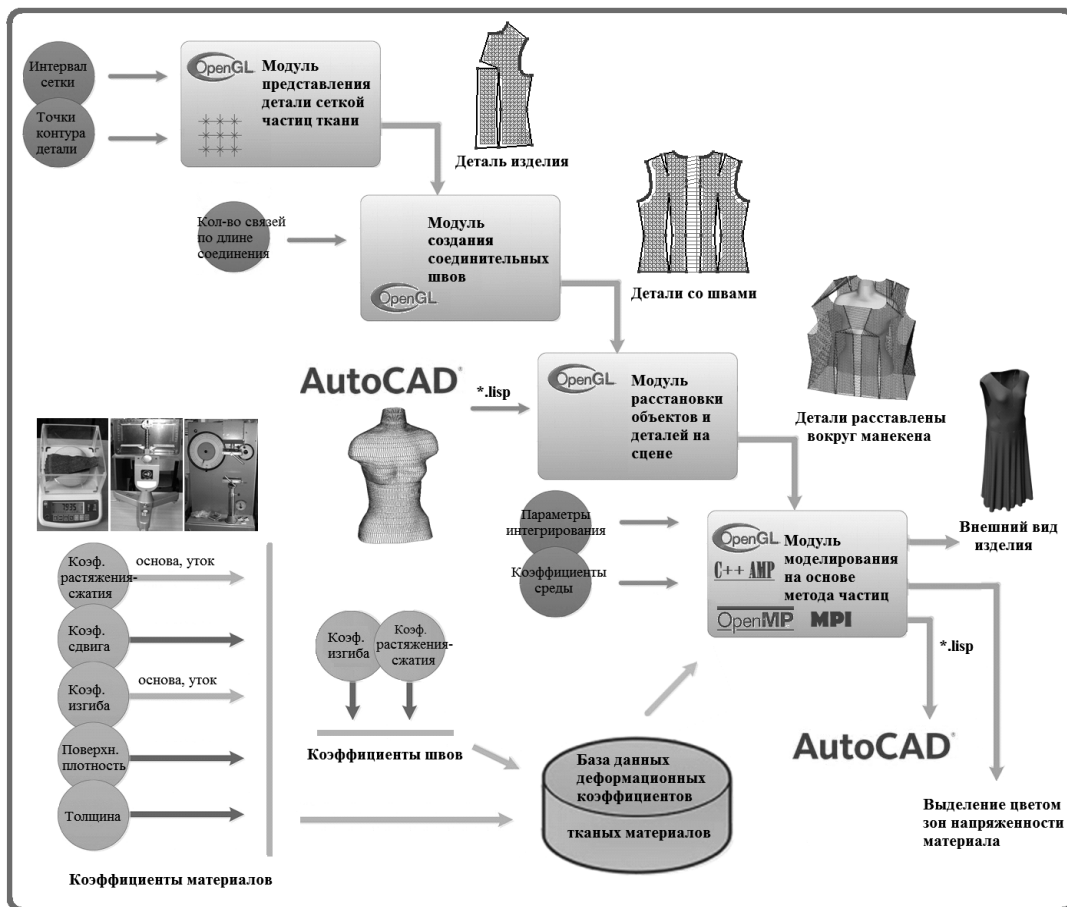 Интервал
сетки
Точки
контура
детали
OpenGL
Модуль
представления
детали сеткой
частиц ткани
Деталь изделия
Кол-во связей
по длине
соединения
Модуль
создания
соединительных
швов
OpenGL
Детали со швами
AutoCAD
*.lisp
OpenGL
Модуль
расстановки
объектов и
деталей на
сцене
Детали расставлены
вокруг манекена
Параметры
интегрирования
Коэффициенты
среды
OpenGL
C++ AMP
OpenMP
MPI
Модуль
моделирования
на основе
метода частиц
Внешний вид
изделия
*.lisp
AutoCAD
Выделение цветом
зон напряженности
материала
Коэф.
растяжения-
сжатия
основа, уток
Коэф.
сдвига
Коэф.
изгиба
основа, уток
Поверхн.
плотность
Толщина
Коэффициенты материалов
Коэф.
изгиба
Коэф.
растяжения-
сжатия
Коэффициенты швов
База данных
деформационных
коэффициентов
тканых материалов